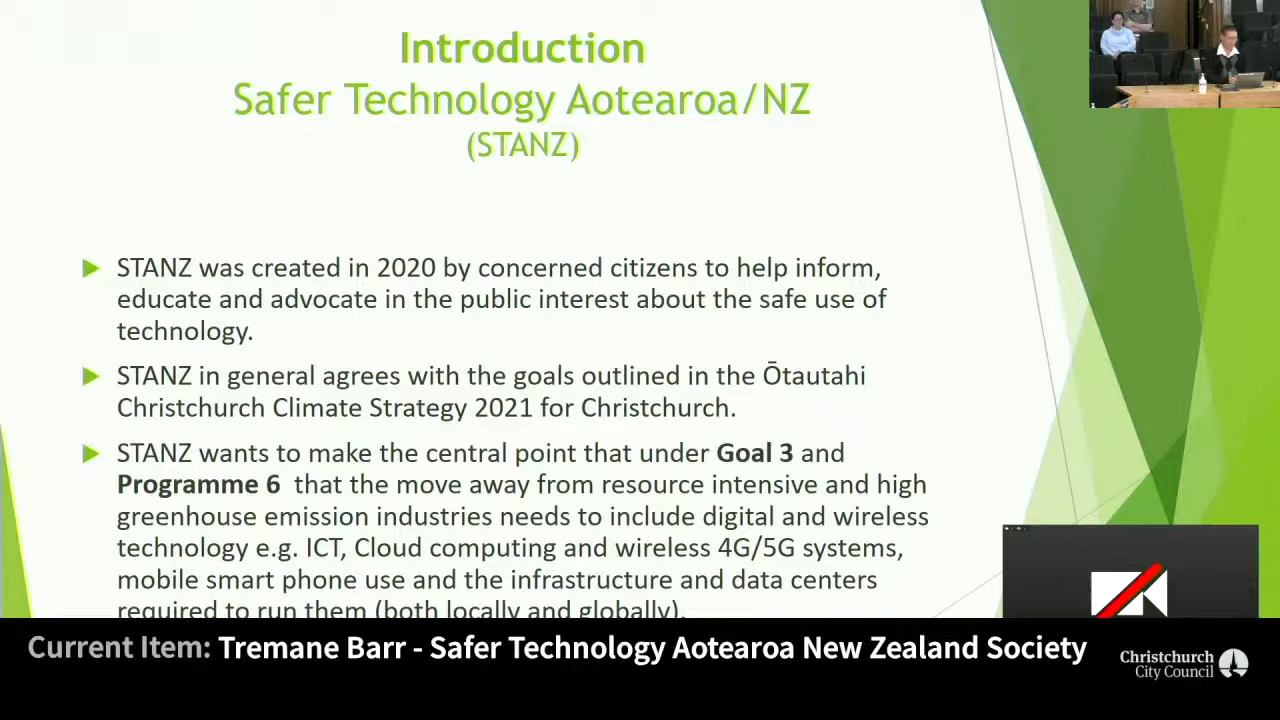 Introduction
Safer Technology Aotearoa/NZ
(STANZ)
STANZ was created in 2020 by concerned citizens to help inform,
educate and advocate in the public interest about the safe use of
technology.
STANZ in general agrees with the goals outlined in the Ōtautahi
Christchurch Climate Strategy 2021 for Christchurch.
STANZ wants to make the central point that under Goal 3 and
Programme 6 that the move away from resource intensive and high
greenhouse emission industries needs to include digital and wireless
technology e.g. ICT, Cloud computing and wireless 4G/5G systems,
mobile smart phone use and the infrastructure and data centers
required to run them (both locally and globally).
Current Item: Tremane Barr - Safer Technology Aotearoa New Zealand Society
Christchurch
City Council